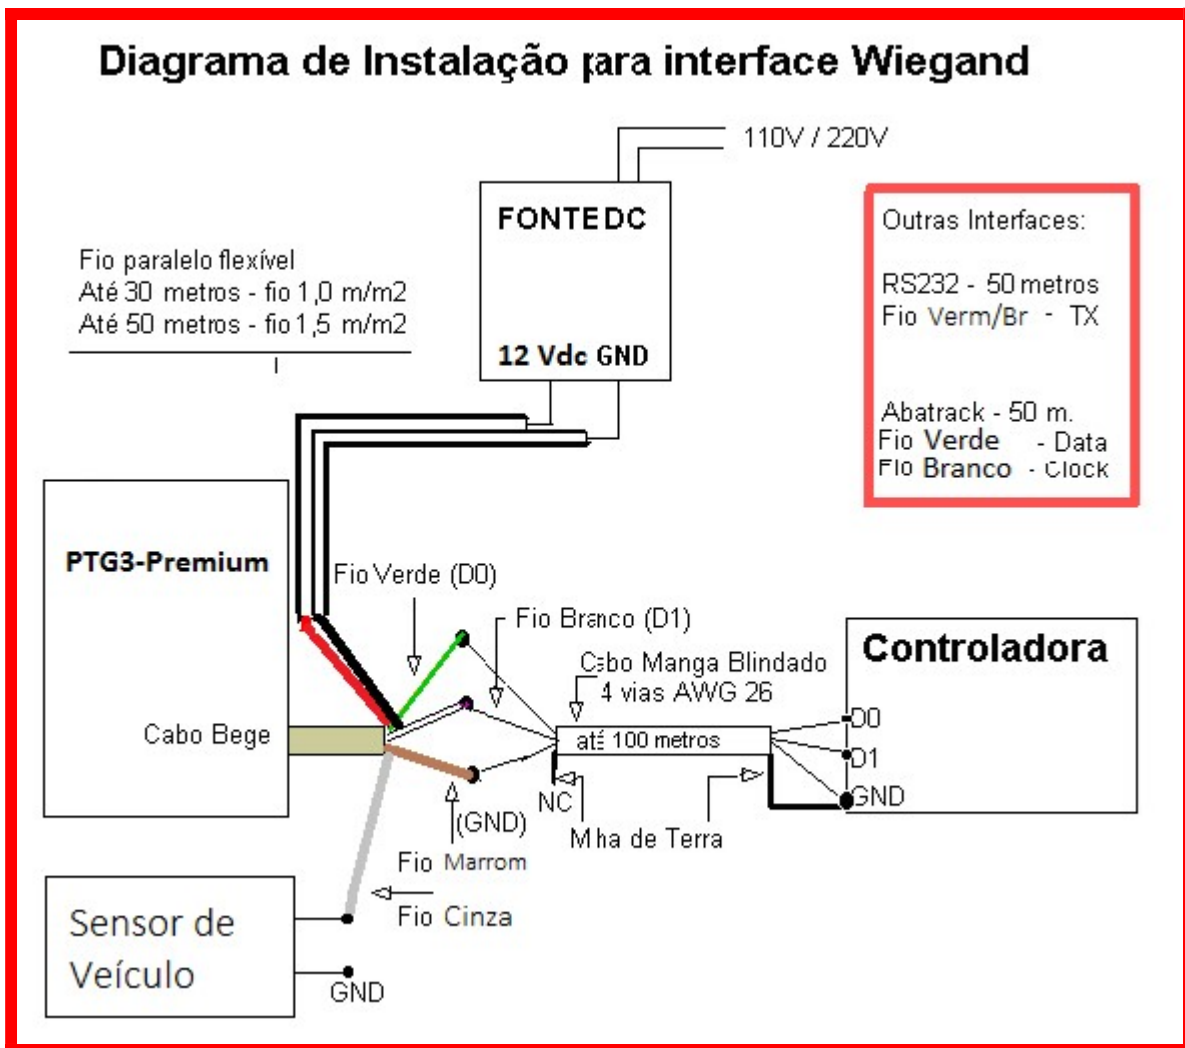 Diagrama de Instalação para interface Wiegand
110V / 220V
FONTE DC
12 Vdc GND
Fio paralelo flexível
Até 30 metros - fio 1,0 m/m2
Até 50 metros - fio 1,5 m/m2
Outras Interfaces:
RS232 - 50 metros
Fio Verm/Br - TX
Abatrack - 50 m.
Fio Verde - Data
Fio Branco - Clock
PTG3-Premium
Cabo Bege
Fio Verde (D0)
Fio Branco (D1)
Cabo Manga Blindado
4 vias AWG 26
até 100 metros
NC
Mlha de Terra
(GND)
Fio Marrom
Fio Cinza
Controladora
D0
D1
GND
Sensor de
Veículo
GND